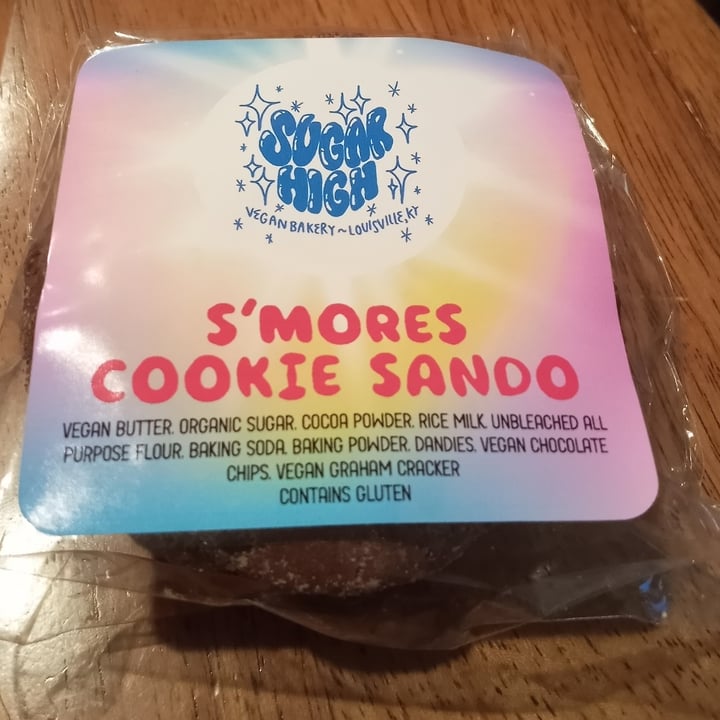 SUGAR
HIGH
VEGAN BAKERY ~ LOUISVILLE, KY
S'MORES
COOKIE SANDO
VEGAN BUTTER, ORGANIC SUGAR, COCOA POWDER, RICE MILK, UNBLEACHED ALL
PURPOSE FLOUR, BAKING SODA, BAKING POWDER, DANDIES, VEGAN CHOCOLATE
CHIPS, VEGAN GRAHAM CRACKER
CONTAINS GLUTEN